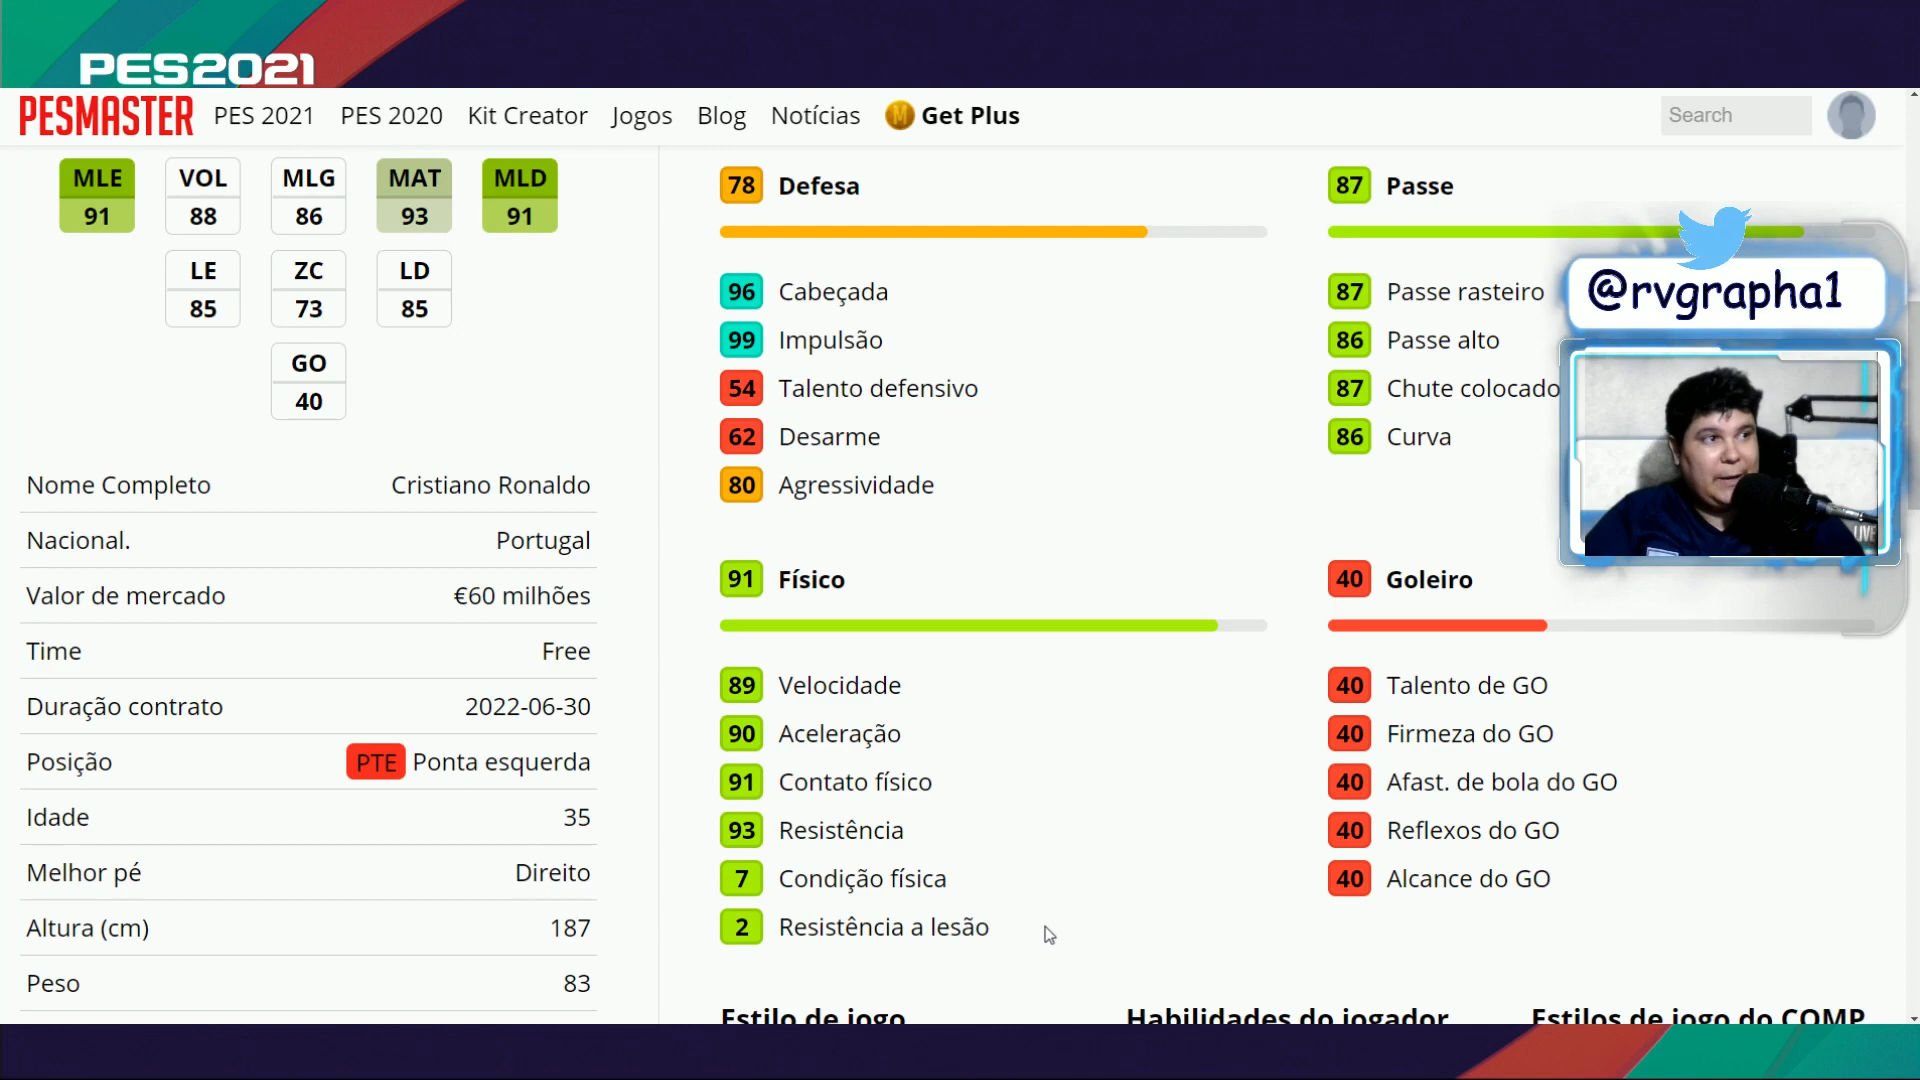 PES2021
PESMASTER PES 2021 PES 2020 Kit Creator Jogos Blog Notícias Get Plus Search
MLE VOL MLG MAT MLD
91 88 86 93 91
LE ZC LD
85 73 85
GO
40
Nome Completo Cristiano Ronaldo
Nacional. Portugal
Valor de mercado €60 milhões
Time Free
Duração contrato 2022-06-30
Posição PTE Ponta esquerda
Idade 35
Melhor pé Direito
Altura (cm) 187
Peso 83
78 Defesa
96 Cabeçada
99 Impulsão
54 Talento defensivo
62 Desarme
80 Agressividade
87 Passe
87 Passe rasteiro
86 Passe alto
87 Chute colocado
86 Curva
@rvgrapha1
LIVE
91 Físico
89 Velocidade
90 Aceleração
91 Contato físico
93 Resistência
7 Condição física
2 Resistência a lesão
40 Goleiro
40 Talento de GO
40 Firmeza do GO
40 Afast. de bola do GO
40 Reflexos do GO
40 Alcance do GO
Estilo de jogo Habilidades do jogador Estilos de jogo do COMP